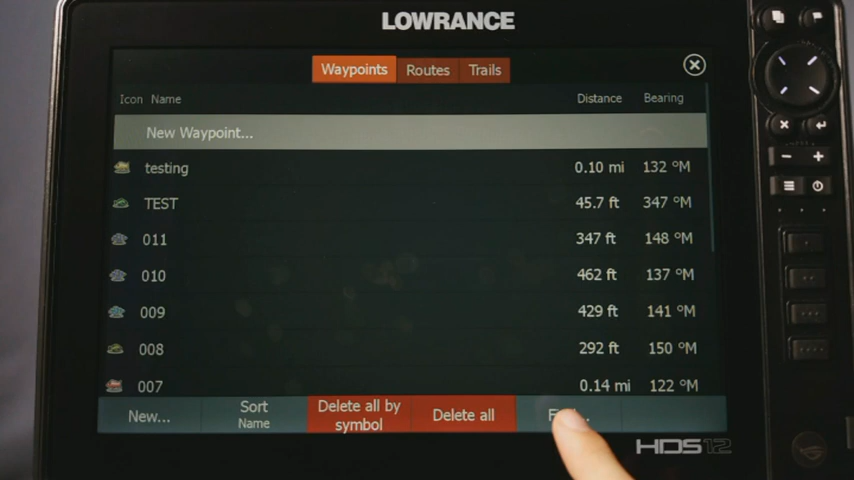 LOWRANCE
Waypoints Routes Trails
Icon Name Distance Bearing
New Waypoint...
testing 0.10 mi 132 °M
TEST 45.7 ft 347 °M
011 347 ft 148 °M
010 462 ft 137 °M
009 429 ft 141 °M
008 292 ft 150 °M
007 0.14 mi 122 °M
New...
Sort
Name
Delete all by
symbol
Delete all
HDS12